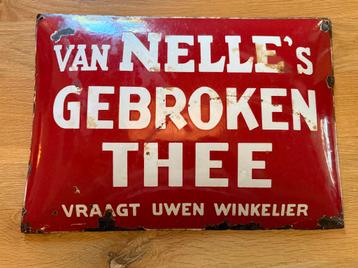 VAN NELLE's
GEBROKEN
THEE
VRAAGT UWEN WINKELIER